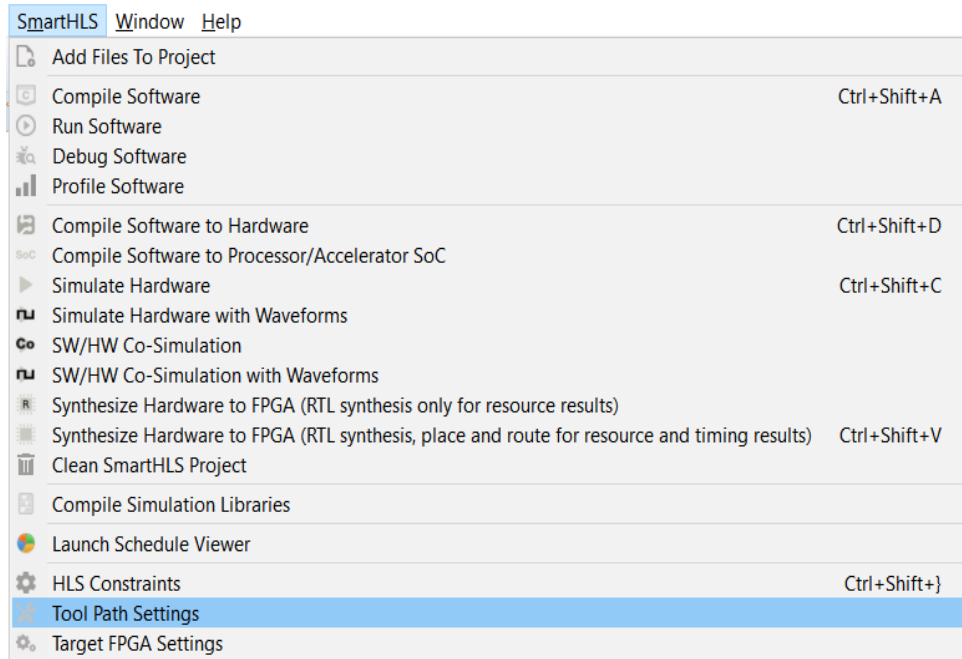 SmartHLS Window Help
Add Files To Project
Compile Software Ctrl+Shift+A
Run Software
Debug Software
Profile Software
Compile Software to Hardware Ctrl+Shift+D
SoC Compile Software to Processor/Accelerator SoC
Simulate Hardware Ctrl+Shift+C
Simulate Hardware with Waveforms
Co SW/HW Co-Simulation
SW/HW Co-Simulation with Waveforms
R Synthesize Hardware to FPGA (RTL synthesis only for resource results)
Synthesize Hardware to FPGA (RTL synthesis, place and route for resource and timing results) Ctrl+Shift+V
Clean SmartHLS Project
Compile Simulation Libraries
Launch Schedule Viewer
HLS Constraints Ctrl+Shift+}
Tool Path Settings
Target FPGA Settings